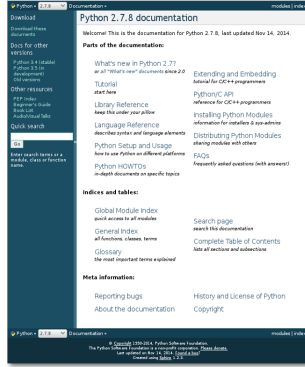 Python » 2.7.8 Documentation »
modules | index
Download
Download these
documents
Docs for other
versions
Python 3.4 (stable)
Python 3.5 (in
development)
Old versions
Other resources
PEP Index
Beginner's Guide
Book List
Audio/Visual Talks
Quick search
Go
Enter search terms or a
module, class or function
name.
Python 2.7.8 documentation
Welcome! This is the documentation for Python 2.7.8, last updated Nov 14, 2014.
Parts of the documentation:
What's new in Python 2.7?
or all "What's new" documents since 2.0
Tutorial
start here
Library Reference
keep this under your pillow
Language Reference
describes syntax and language elements
Python Setup and Usage
how to use Python on different platforms
Python HOWTOs
in-depth documents on specific topics
Extending and Embedding
tutorial for C/C++ programmers
Python/C API
reference for C/C++ programmers
Installing Python Modules
information for installers & sys-admins
Distributing Python Modules
sharing modules with others
FAQs
frequently asked questions (with answers!)
Indices and tables:
Global Module Index
quick access to all modules
General Index
all functions, classes, terms
Glossary
the most important terms explained
Search page
search this documentation
Complete Table of Contents
lists all sections and subsections
Meta information:
Reporting bugs
About the documentation
History and License of Python
Copyright
Python » 2.7.8 Documentation »
modules | index
© Copyright 1990-2014, Python Software Foundation.
The Python Software Foundation is a non-profit corporation. Please donate.
Last updated on Nov 14, 2014. Found a bug?
Created using Sphinx 1.2.3.